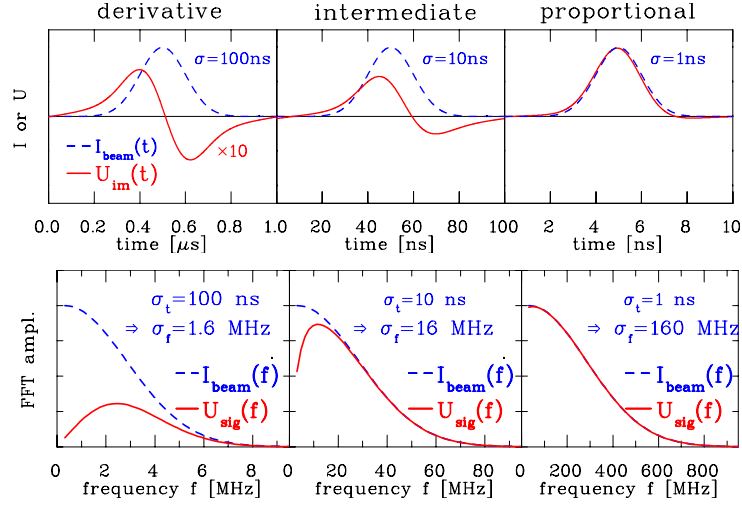 derivative intermediate proportional
I or U
σ=100ns σ=10ns σ=1ns
I_beam(t)
U_im(t) ×10
0.0 0.2 0.4 0.6 0.8 1.0 20 40 60 80 100 2 4 6 8 10
time [μs] time [ns] time [ns]
FFT ampl.
σ_t=100 ns σ_t=10 ns σ_t=1 ns
⇒ σ_f=1.6 MHz ⇒ σ_f=16 MHz ⇒ σ_f=160 MHz
I_beam(f) I_beam(f) I_beam(f)
U_sig(f) U_sig(f) U_sig(f)
0 2 4 6 8 0 20 40 60 80 0 200 400 600 800
frequency f [MHz] frequency f [MHz] frequency f [MHz]